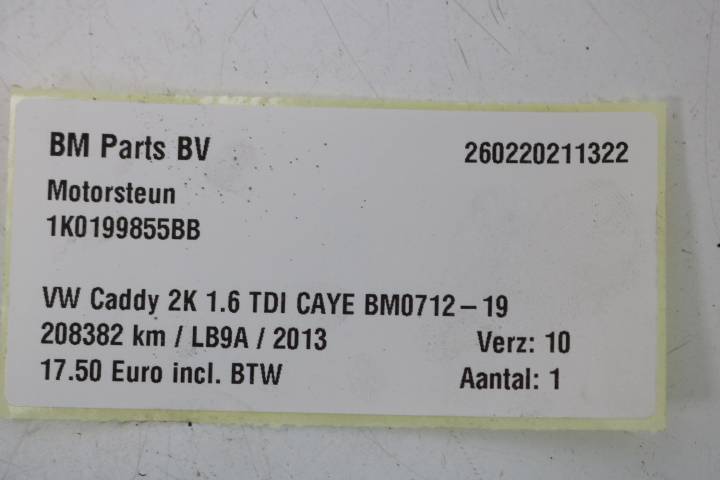 BM Parts BV 260220211322
Motorsteun
1K0199855BB
VW Caddy 2K 1.6 TDI CAYE BM0712-19
208382 km / LB9A / 2013 Verz: 10
17.50 Euro incl. BTW Aantal: 1